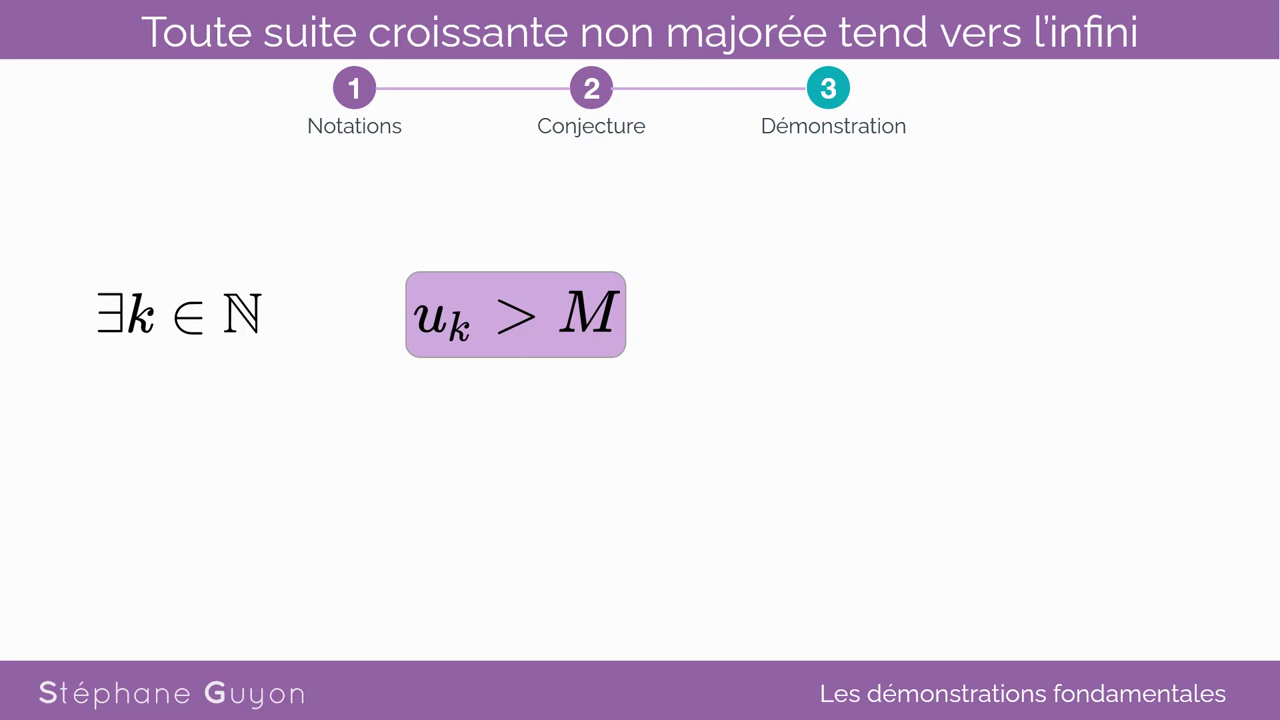 Toute suite croissante non majorée tend vers l'infini
1 2 3
Notations Conjecture Démonstration
∃k ∈ ℕ u_k > M
Stéphane Guyon Les démonstrations fondamentales